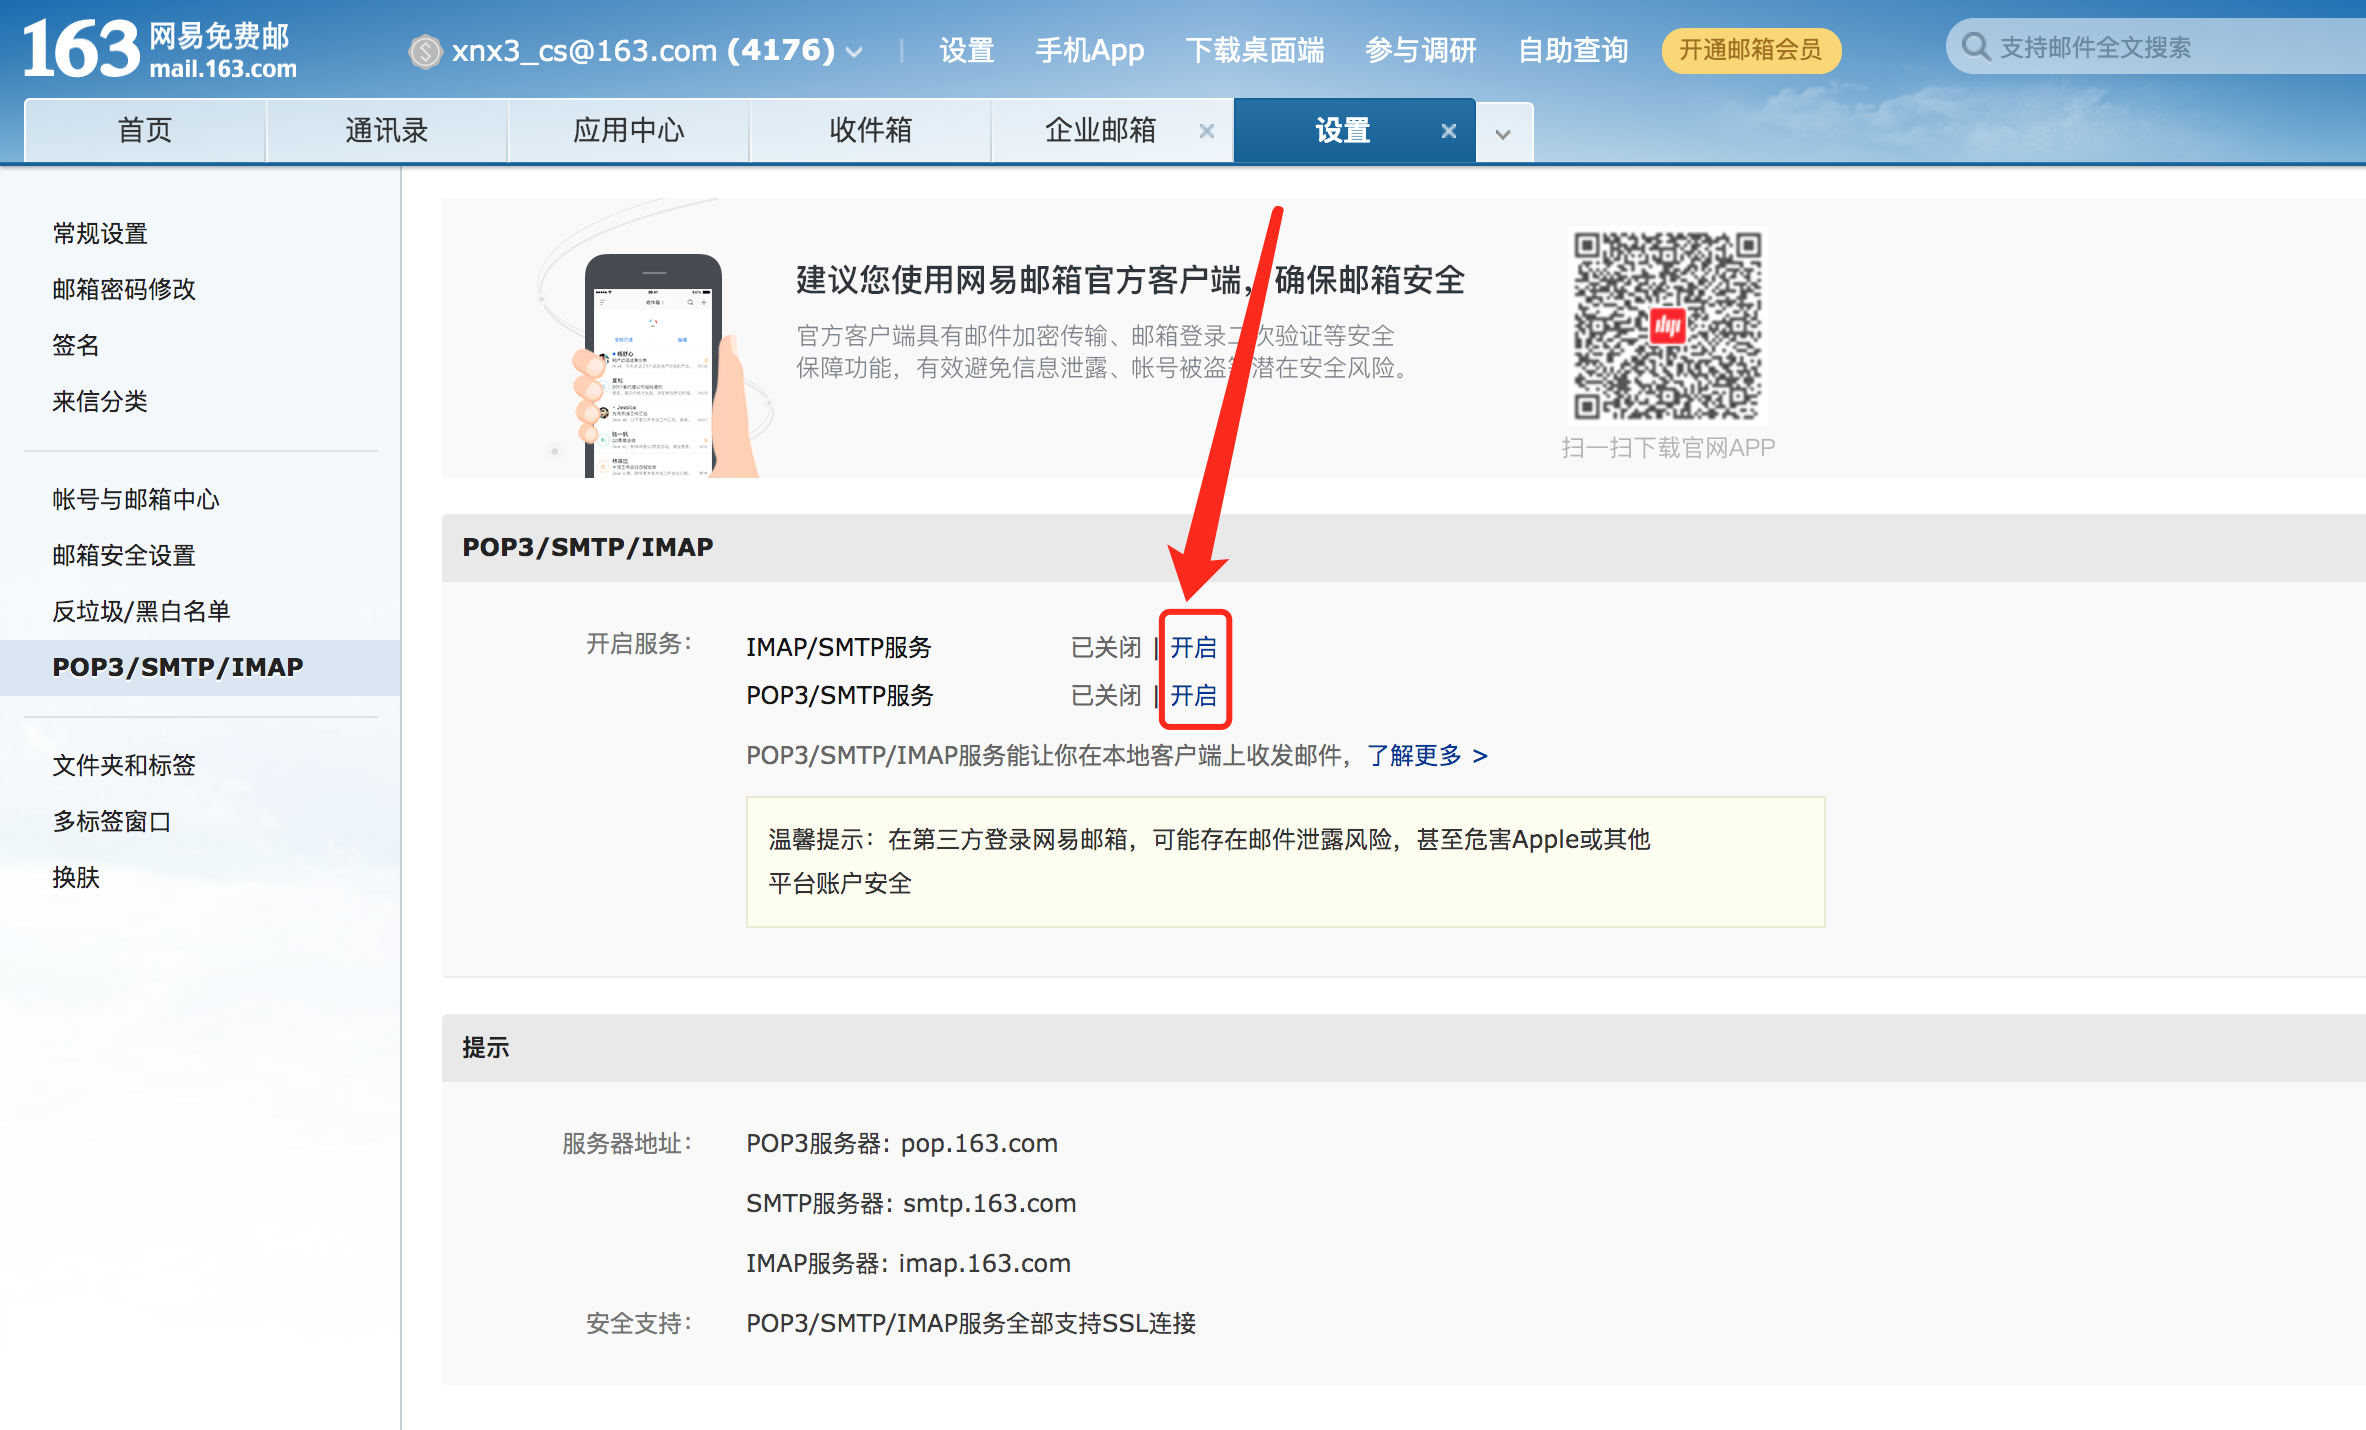 163 网易免费邮
mail.163.com
xnx3_cs@163.com (4176)
设置 手机App 下载桌面端 参与调研 自助查询 开通邮箱会员
支持邮件全文搜索
首页 通讯录 应用中心 收件箱 企业邮箱 × 设置 ×
常规设置
邮箱密码修改
签名
来信分类
帐号与邮箱中心
邮箱安全设置
反垃圾/黑白名单
POP3/SMTP/IMAP
文件夹和标签
多标签窗口
换肤
建议您使用网易邮箱官方客户端，确保邮箱安全
官方客户端具有邮件加密传输、邮箱登录二次验证等安全
保障功能，有效避免信息泄露、帐号被盗等潜在安全风险。
扫一扫下载官网APP
POP3/SMTP/IMAP
开启服务： IMAP/SMTP服务 已关闭 | 开启
POP3/SMTP服务 已关闭 | 开启
POP3/SMTP/IMAP服务能让你在本地客户端上收发邮件，了解更多 >
温馨提示：在第三方登录网易邮箱，可能存在邮件泄露风险，甚至危害Apple或其他
平台账户安全
提示
服务器地址： POP3服务器: pop.163.com
SMTP服务器: smtp.163.com
IMAP服务器: imap.163.com
安全支持： POP3/SMTP/IMAP服务全部支持SSL连接